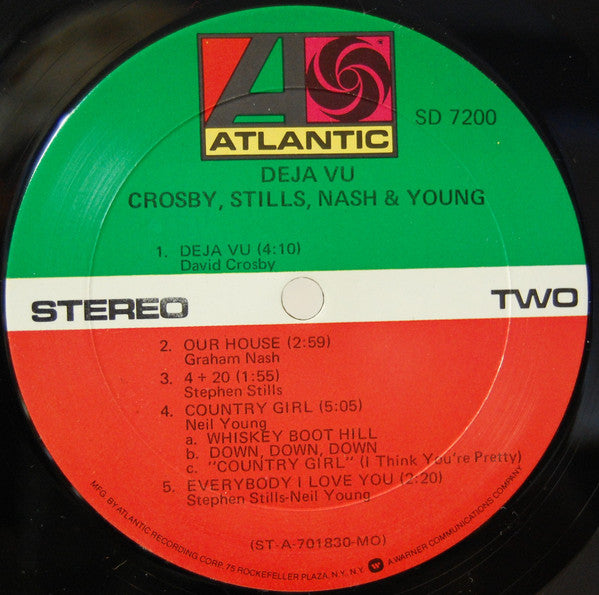 ATLANTIC
SD 7200
DEJA VU
CROSBY, STILLS, NASH & YOUNG
1. DEJA VU (4:10)
David Crosby
STEREO
TWO
2. OUR HOUSE (2:59)
Graham Nash
3. 4 + 20 (1:55)
Stephen Stills
4. COUNTRY GIRL (5:05)
Neil Young
a. WHISKEY BOOT HILL
b. DOWN, DOWN, DOWN
c. "COUNTRY GIRL" (I Think You're Pretty)
5. EVERYBODY I LOVE YOU (2:20)
Stephen Stills-Neil Young
(ST-A-701830-MO)
MFG. BY ATLANTIC RECORDING CORP. 75 ROCKEFELLER PLAZA, N.Y. N.Y. W A WARNER COMMUNICATIONS COMPANY